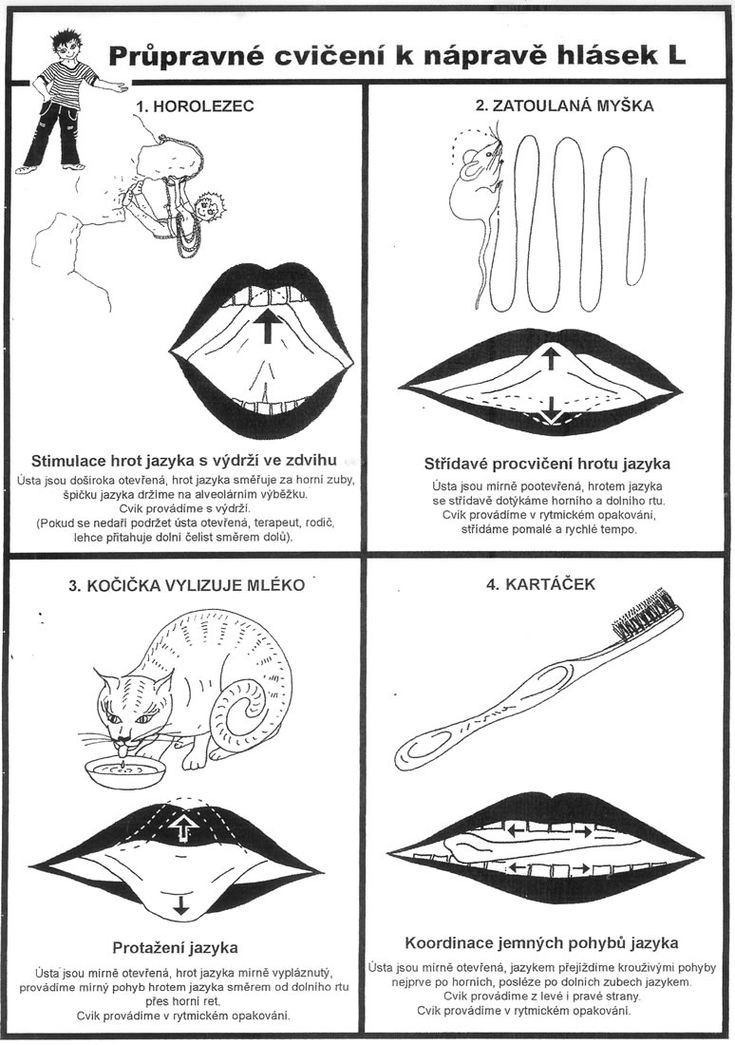 Průpravné cvičení k nápravě hlásek L
1. HOROLEZEC
Stimulace hrot jazyka s výdrží ve zdvihu
Ústa jsou doširoka otevřená, hrot jazyka směřuje za horní zuby,
špičku jazyka držíme na alveolárním výběžku.
Cvik provádíme s výdrží.
(Pokud se nedaří podržet ústa otevřená, terapeut, rodič,
lehce přitahuje dolní čelist směrem dolů).
2. ZATOULANÁ MYŠKA
Střídavé procvičení hrotu jazyka
Ústa jsou mírně pootevřená, hrotem jazyka
se střídavě dotýkáme horního a dolního rtu.
Cvik provádíme v rytmickém opakování,
střídáme pomalé a rychlé tempo.
3. KOČIČKA VYLIZUJE MLÉKO
Protažení jazyka
Ústa jsou mírně otevřená, hrot jazyka mírně vypláznutý,
provádíme mírný pohyb hrotem jazyka směrem od dolního rtu
přes horní ret.
Cvik provádíme v rytmickém opakování.
4. KARTÁČEK
Koordinace jemných pohybů jazyka
Ústa jsou mírně otevřená, jazykem přejíždíme krouživými pohyby
nejprve po horních, posléze po dolních zubech jazykem.
Cvik provádíme z levé i pravé strany.
Cvik provádíme v rytmickém opakování.